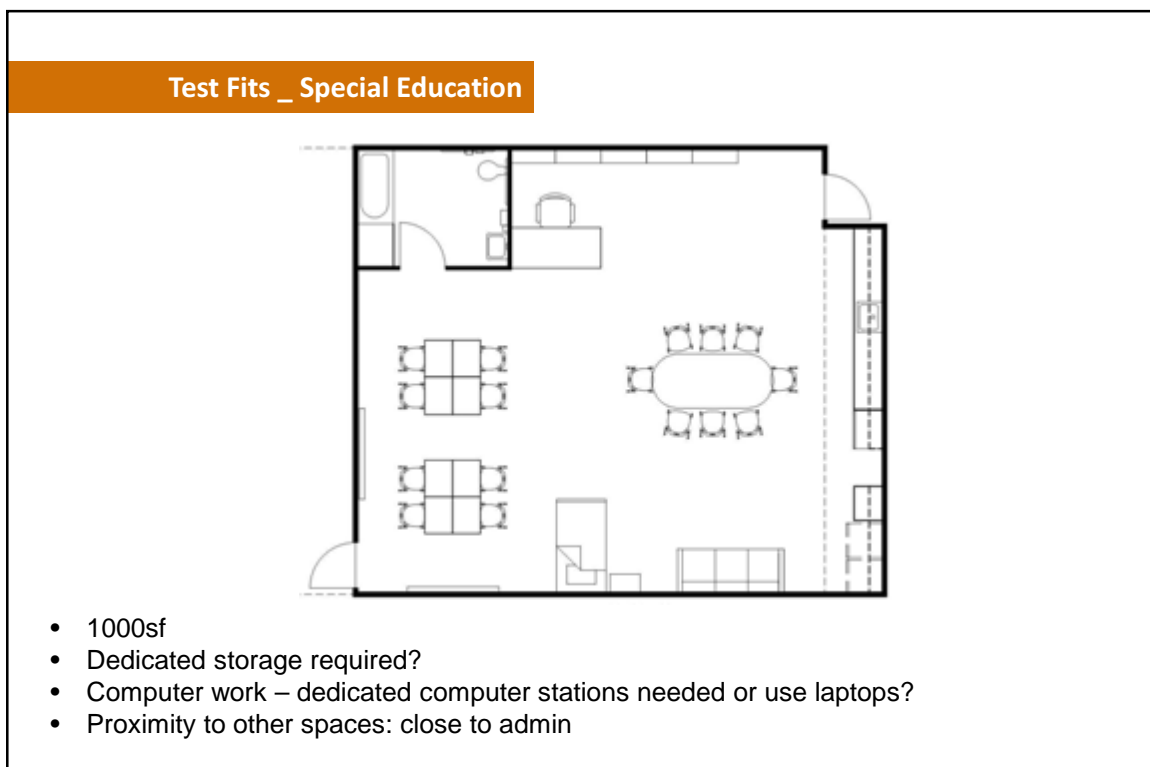 Test Fits _ Special Education
• 1000sf
• Dedicated storage required?
• Computer work – dedicated computer stations needed or use laptops?
• Proximity to other spaces: close to admin